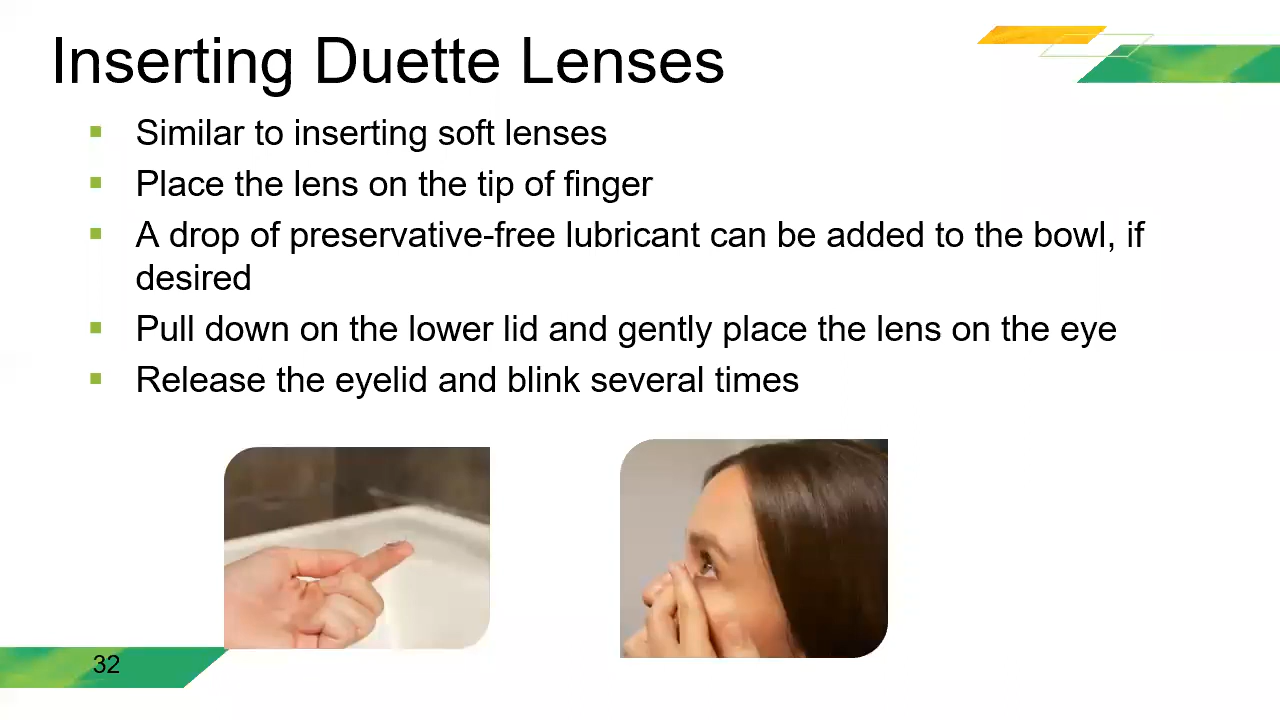 Inserting Duette Lenses
Similar to inserting soft lenses
Place the lens on the tip of finger
A drop of preservative-free lubricant can be added to the bowl, if
desired
Pull down on the lower lid and gently place the lens on the eye
Release the eyelid and blink several times
32